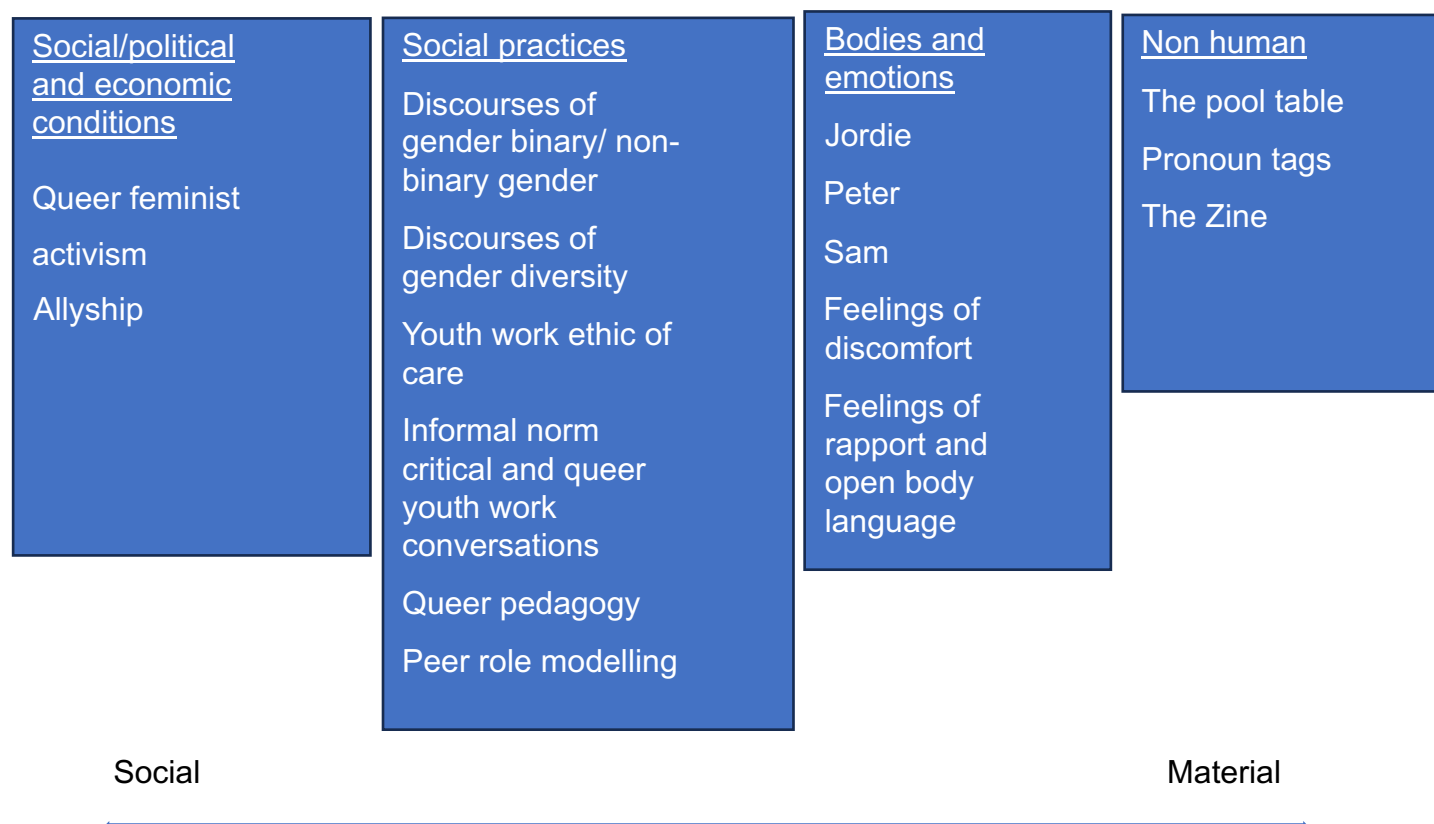 Social/political
and economic
conditions
Queer feminist
activism
Allyship
Social practices
Discourses of
gender binary/ non-
binary gender
Discourses of
gender diversity
Youth work ethic of
care
Informal norm
critical and queer
youth work
conversations
Queer pedagogy
Peer role modelling
Bodies and
emotions
Jordie
Peter
Sam
Feelings of
discomfort
Feelings of
rapport and
open body
language
Non human
The pool table
Pronoun tags
The Zine
Social
Material